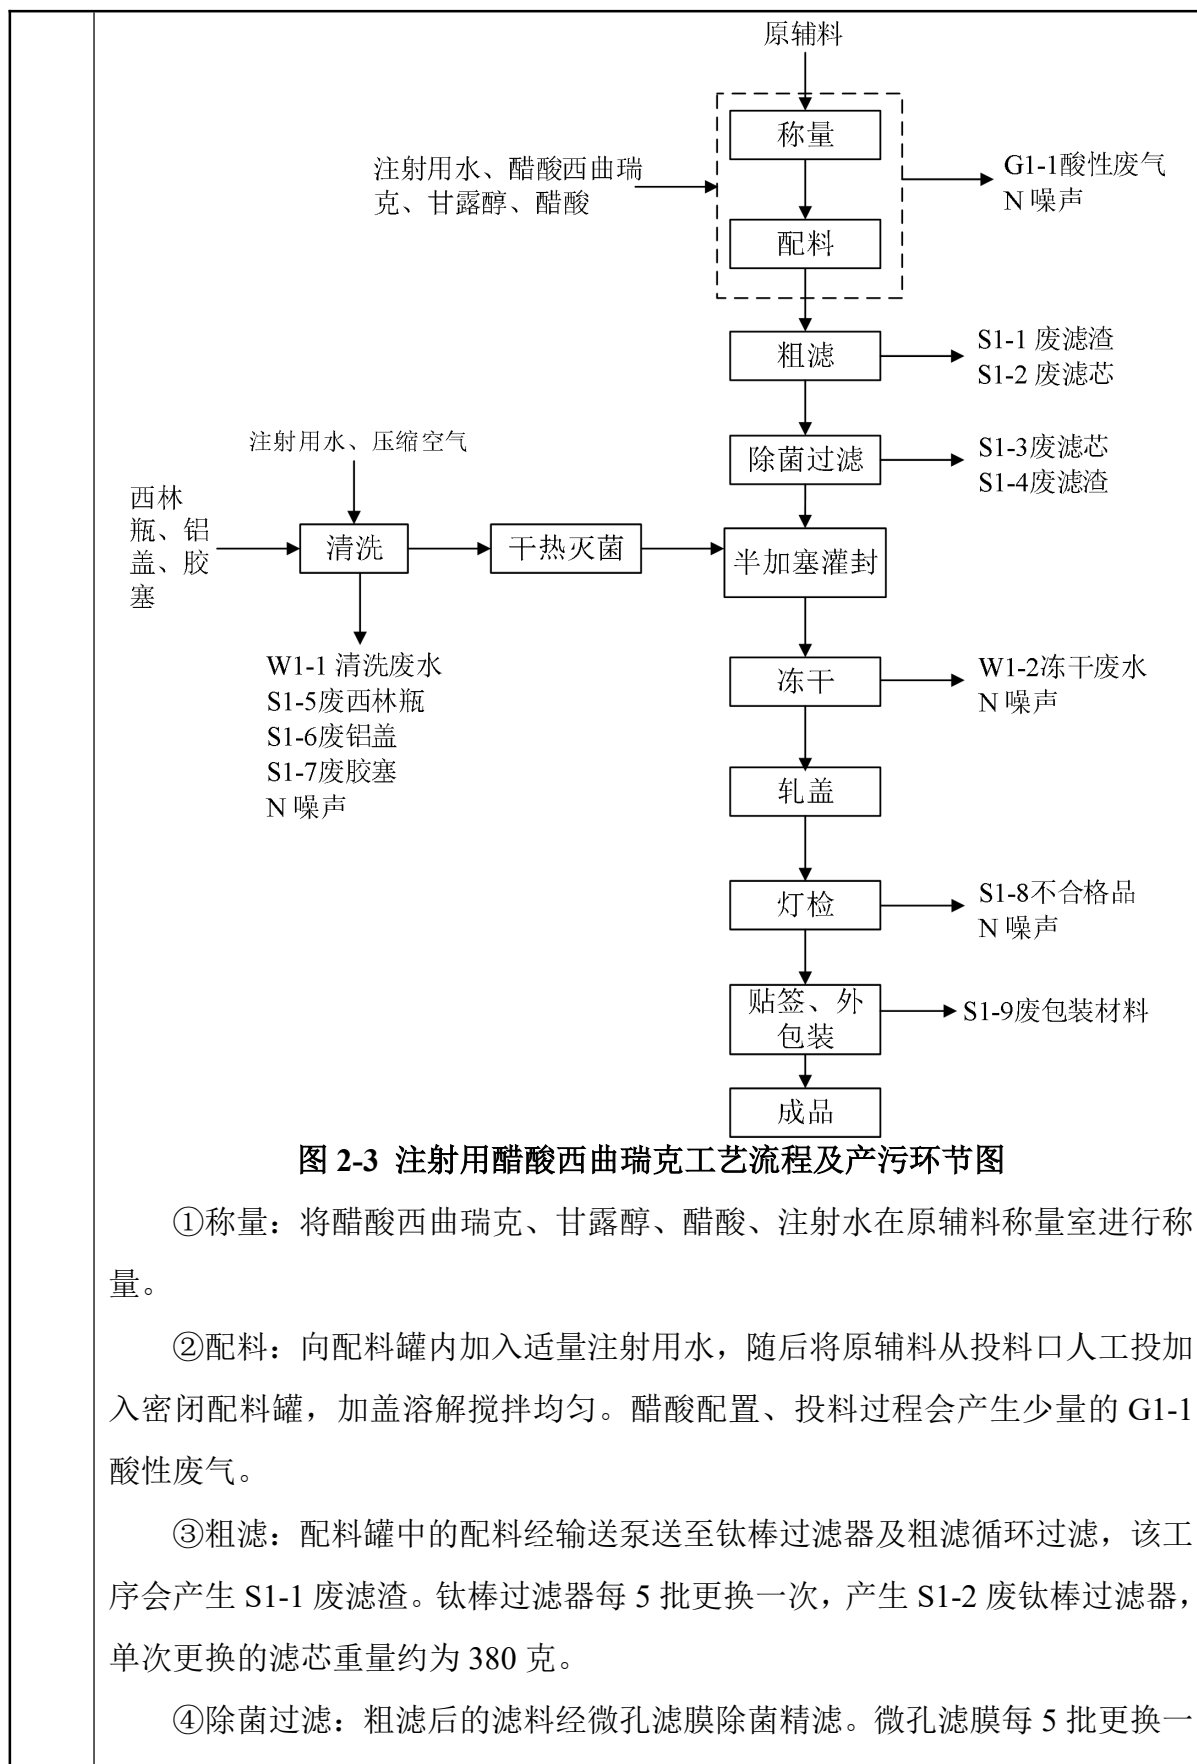 原辅料
称量
注射用水、醋酸西曲瑞
克、甘露醇、醋酸
G1-1酸性废气
N 噪声
配料
粗滤
S1-1 废滤渣
S1-2 废滤芯
注射用水、压缩空气
除菌过滤
S1-3废滤芯
S1-4废滤渣
西林
瓶、铝
盖、胶
塞
清洗
干热灭菌
半加塞灌封
W1-1 清洗废水
S1-5废西林瓶
S1-6废铝盖
S1-7废胶塞
N 噪声
冻干
W1-2冻干废水
N 噪声
轧盖
灯检
S1-8不合格品
N 噪声
贴签、外
包装
S1-9废包装材料
成品
图 2-3 注射用醋酸西曲瑞克工艺流程及产污环节图
①称量：将醋酸西曲瑞克、甘露醇、醋酸、注射水在原辅料称量室进行称
量。
②配料：向配料罐内加入适量注射用水，随后将原辅料从投料口人工投加
入密闭配料罐，加盖溶解搅拌均匀。醋酸配置、投料过程会产生少量的 G1-1
酸性废气。
③粗滤：配料罐中的配料经输送泵送至钛棒过滤器及粗滤循环过滤，该工
序会产生 S1-1 废滤渣。钛棒过滤器每 5 批更换一次，产生 S1-2 废钛棒过滤器，
单次更换的滤芯重量约为 380 克。
④除菌过滤：粗滤后的滤料经微孔滤膜除菌精滤。微孔滤膜每 5 批更换一